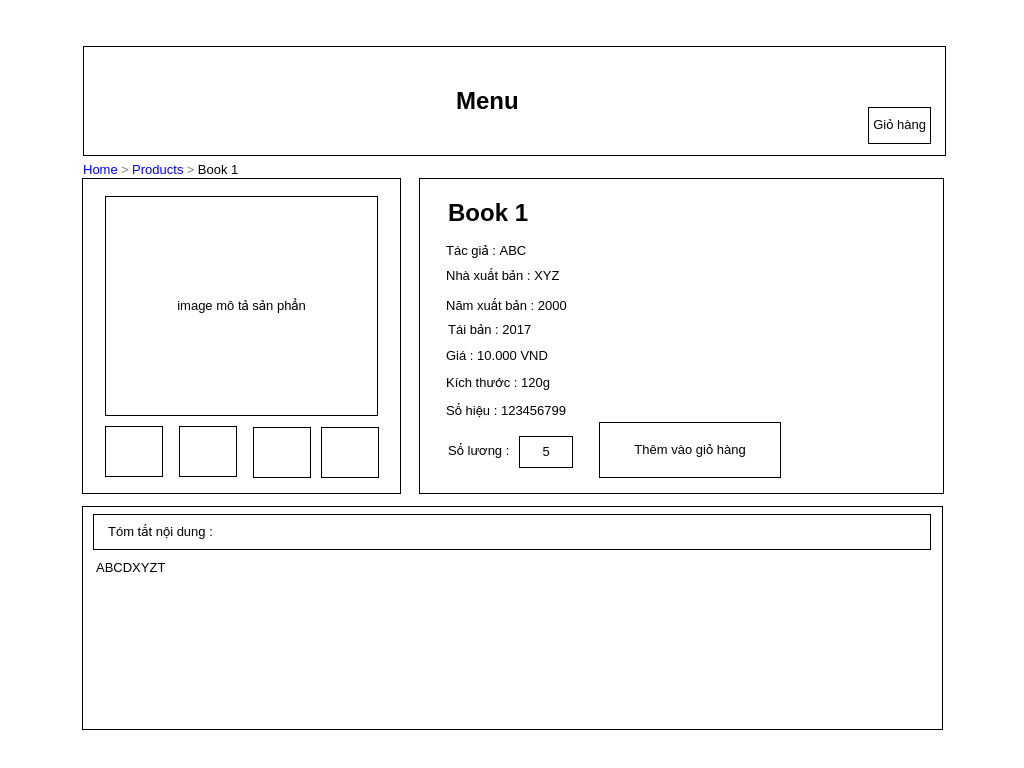 Menu
Giỏ hàng
Home > Products > Book 1
image mô tả sản phẩn
Book 1
Tác giả : ABC
Nhà xuất bản : XYZ
Năm xuất bản : 2000
Tái bản : 2017
Giá : 10.000 VND
Kích thước : 120g
Số hiệu : 123456799
Số lương : 5
Thêm vào giỏ hàng
Tóm tắt nội dung :
ABCDXYZT